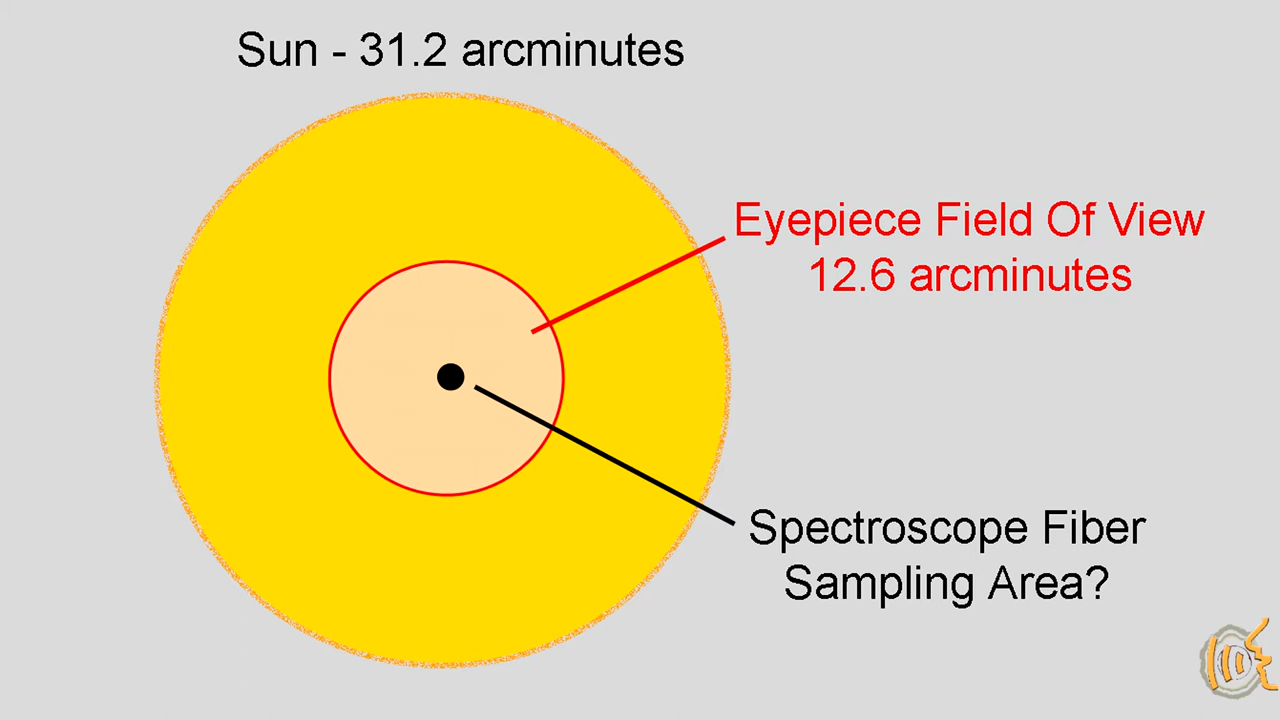 Sun - 31.2 arcminutes
Eyepiece Field Of View
12.6 arcminutes
Spectroscope Fiber
Sampling Area?